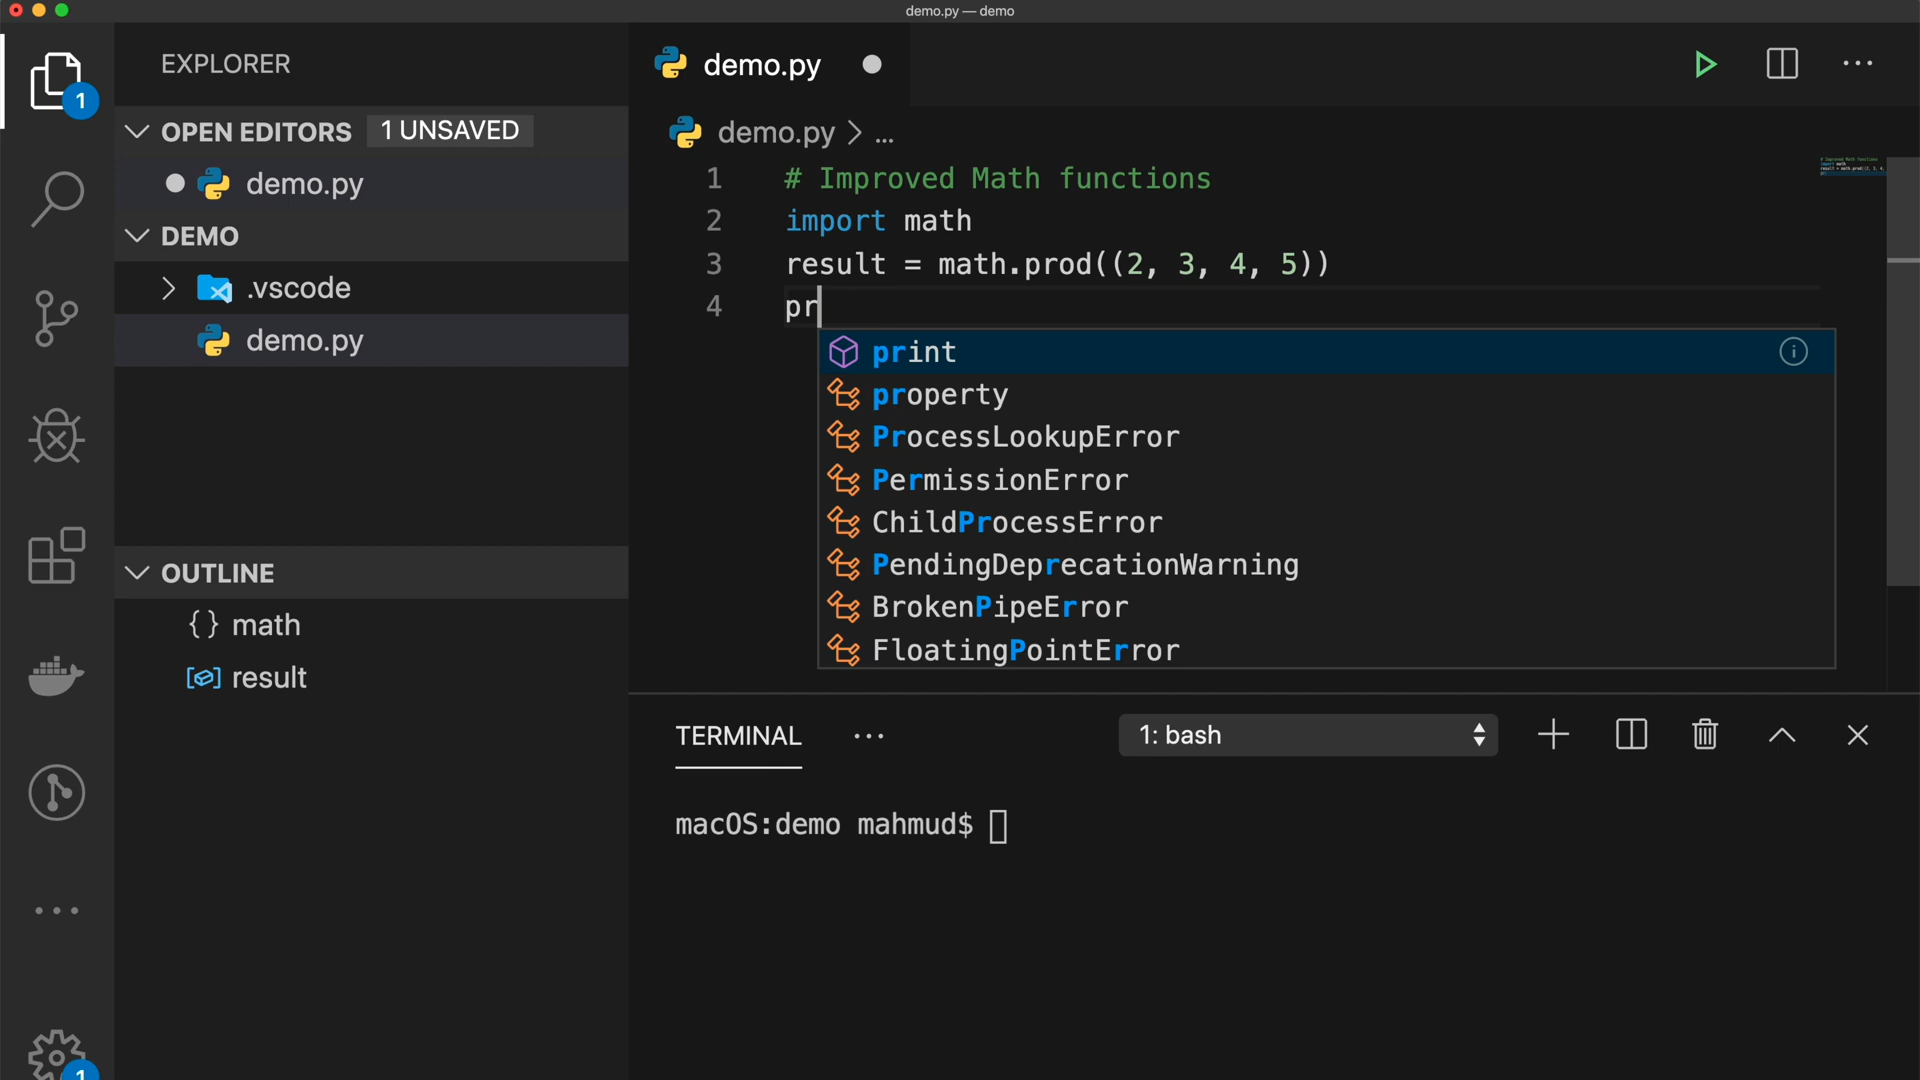 demo.py — demo
EXPLORER
1
OPEN EDITORS 1 UNSAVED
demo.py
DEMO
.vscode
demo.py
OUTLINE
{} math
result
1
demo.py
demo.py > ...
1 # Improved Math functions
2 import math
3 result = math.prod((2, 3, 4, 5))
4 pr
print
property
ProcessLookupError
PermissionError
ChildProcessError
PendingDeprecationWarning
BrokenPipeError
FloatingPointError
TERMINAL ... 1: bash
macOS:demo mahmud$